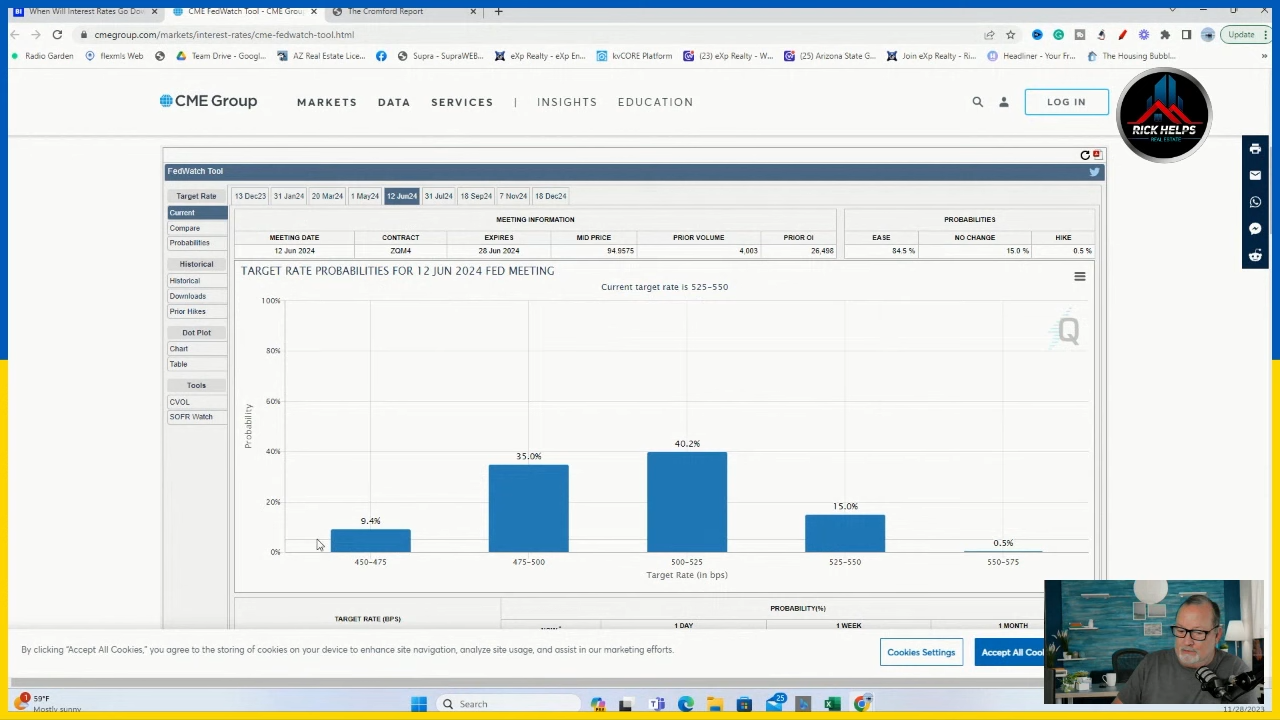 When Will Interest Rates Go Do
CME FedWatch Tool - CME Grou
The Cromford Report
cmegroup.com/markets/interest-rates/cme-fedwatch-tool.html
Update
Radio Garden
flexmls Web
Team Drive - Googl...
AZ Real Estate Lice...
Supra - SupraWEB...
eXp Realty - eXp En...
kvCORE Platform
(23) eXp Realty - W...
(25) Arizona State G...
Join eXp Realty - Ri...
Headliner - Your Fr...
The Housing Bubbl...
CME Group
MARKETS DATA SERVICES | INSIGHTS EDUCATION
LOG IN
RICK HELPS
REAL ESTATE
FedWatch Tool
Target Rate
Current
Compare
Probabilities
Historical
Historical
Downloads
Prior Hikes
Dot Plot
Chart
Table
Tools
CVOL
SOFR Watch
13 Dec23 31 Jan24 20 Mar24 1 May24 12 Jun24 31 Jul24 18 Sep24 7 Nov24 18 Dec24
MEETING INFORMATION
MEETING DATE CONTRACT EXPIRES MID PRICE PRIOR VOLUME PRIOR OI
12 Jun 2024 ZQM4 28 Jun 2024 94.9575 4,003 26,498
PROBABILITIES
EASE NO CHANGE HIKE
84.5 % 15.0 % 0.5 %
TARGET RATE PROBABILITIES FOR 12 JUN 2024 FED MEETING
Current target rate is 525-550
Q
100%
80%
60%
40%
20%
0%
Probability
9.4%
35.0%
40.2%
15.0%
0.5%
450-475 475-500 500-525 525-550 550-575
Target Rate (in bps)
TARGET RATE (BPS)
PROBABILITY(%)
1 DAY 1 WEEK 1 MONTH
By clicking “Accept All Cookies,” you agree to the storing of cookies on your device to enhance site navigation, analyze site usage, and assist in our marketing efforts.
Cookies Settings
Accept All Cool
1
59°F
Mostly sunny
Search
25
11/28/2023